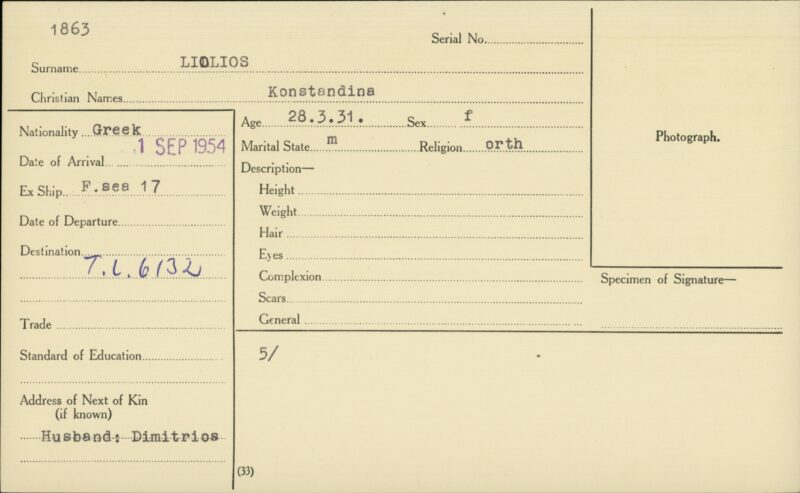 1863
Serial No.
Surname LIOLIOS
Christian Names Konstandina
Nationality Greek
Date of Arrival 1 SEP 1954
Ex Ship F.sea 17
Date of Departure
Destination
T.L. 6132
Trade
Standard of Education
Address of Next of Kin
(if known)
Husband: Dimitrios
Age 28.3.31. Sex f
Marital State m Religion orth
Description—
Height
Weight
Hair
Eyes
Complexion
Scars
General
5/
(33)
Photograph.
Specimen of Signature—